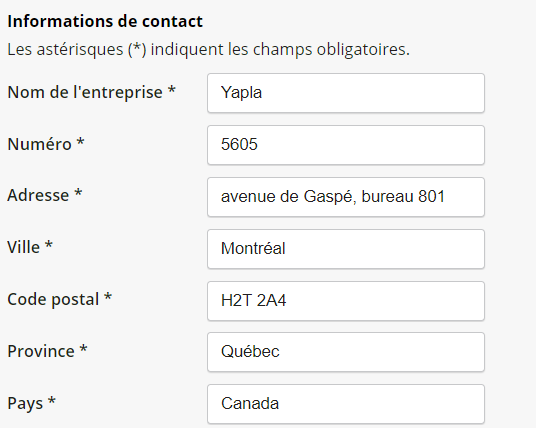 Informations de contact
Les astérisques (*) indiquent les champs obligatoires.
Nom de l'entreprise * Yapla
Numéro * 5605
Adresse * avenue de Gaspé, bureau 801
Ville * Montréal
Code postal * H2T 2A4
Province * Québec
Pays * Canada